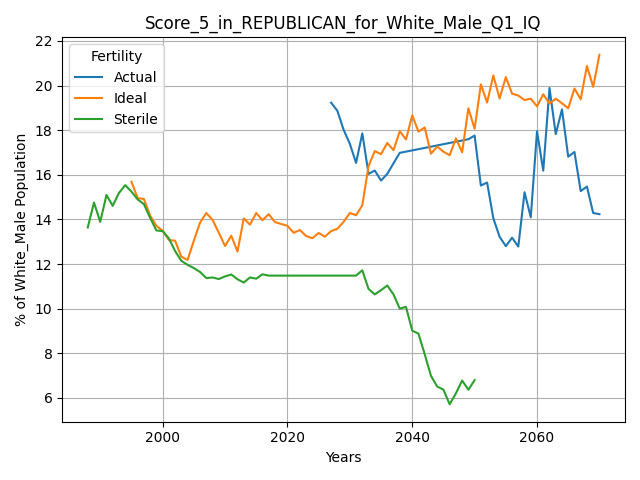 Score_5_in_REPUBLICAN_for_White_Male_Q1_IQ
Fertility
Actual
Ideal
Sterile
% of White_Male Population
22
20
18
16
14
12
10
8
6
2000 2020 2040 2060
Years